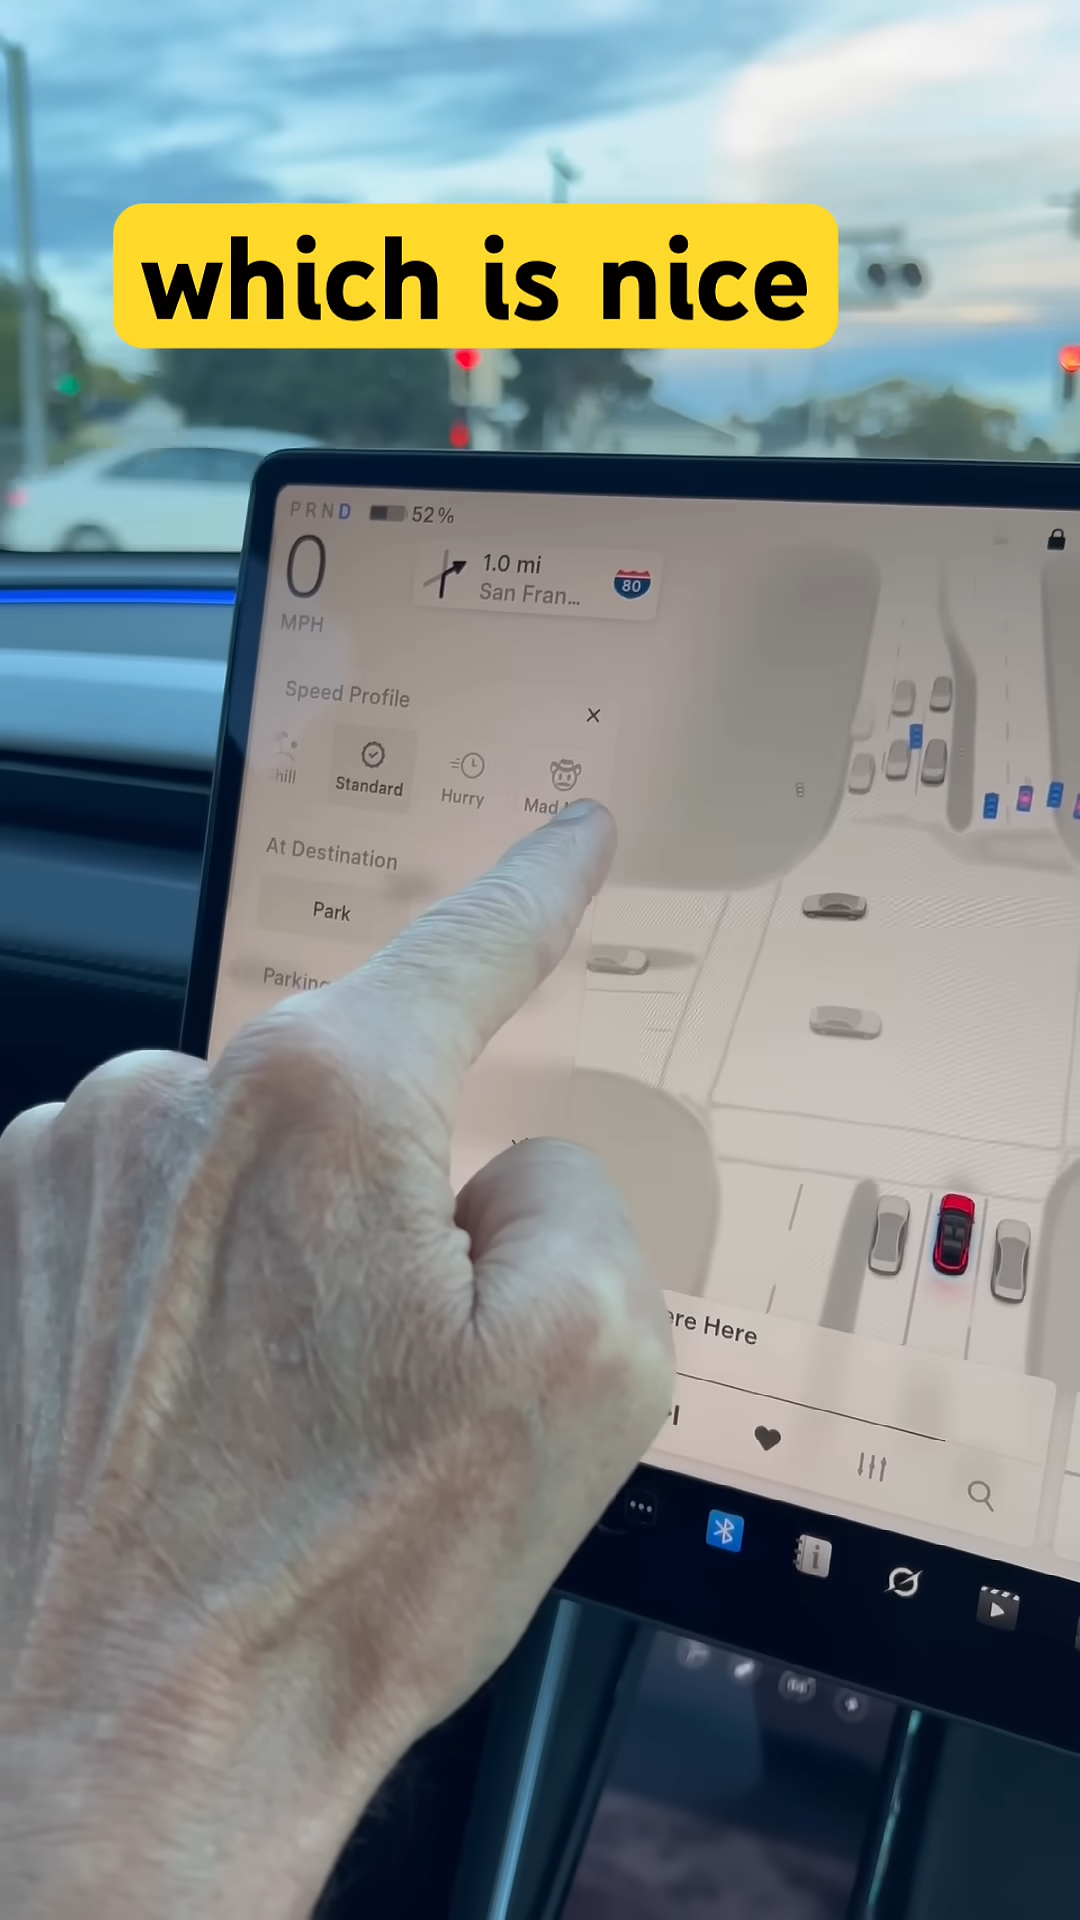 which is nice
PRND 52%
0
MPH
1.0 mi
San Fran...
80
Speed Profile
Standard
Hurry
Mad
At Destination
Park
Here